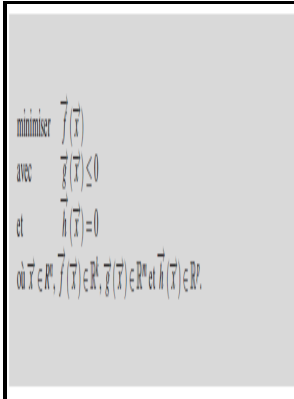 minimiser f⃗(x⃗)
avec g⃗(x⃗)≤0
et h⃗(x⃗)=0
où x⃗∈Rⁿ, f⃗(x⃗)∈Rᵏ, g⃗(x⃗)∈Rᵐ et h⃗(x⃗)∈Rᵖ.